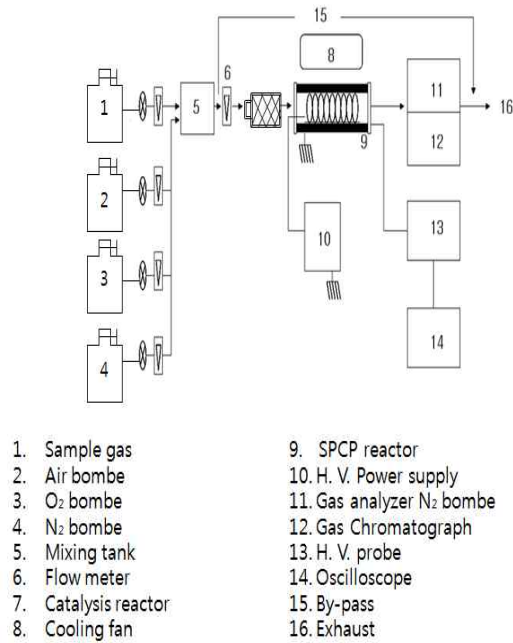 15
6
8
1
5
11
16
9
12
2
10
13
3
14
4
1. Sample gas
2. Air bombe
3. O₂ bombe
4. N₂ bombe
5. Mixing tank
6. Flow meter
7. Catalysis reactor
8. Cooling fan
9. SPCP reactor
10. H. V. Power supply
11. Gas analyzer N₂ bombe
12. Gas Chromatograph
13. H. V. probe
14. Oscilloscope
15. By-pass
16. Exhaust